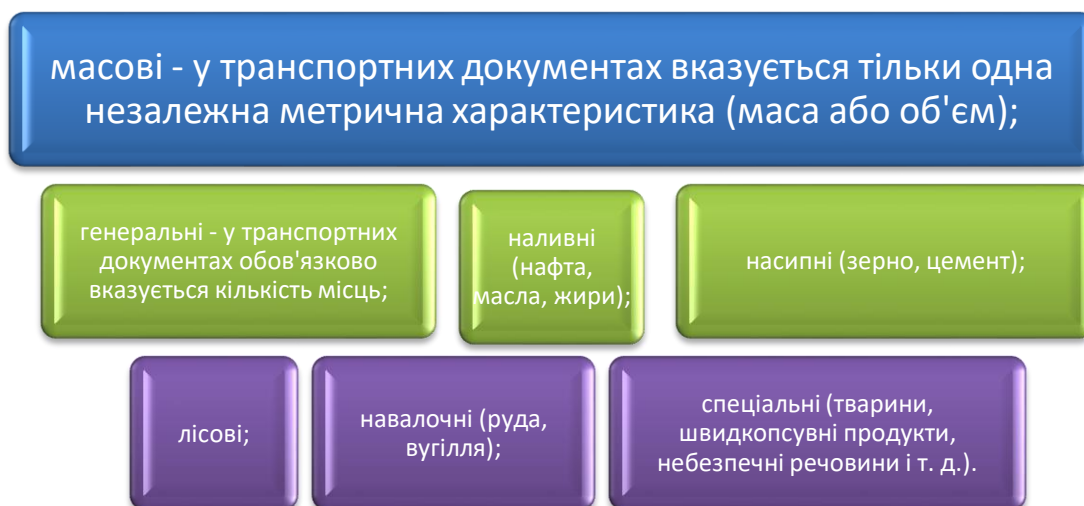 масові - у транспортних документах вказується тільки одна
незалежна метрична характеристика (маса або об'єм);
генеральні - у транспортних
документах обов'язково
вказується кількість місць;
наливні
(нафта,
масла, жири);
насипні (зерно, цемент);
лісові;
навалочні (руда,
вугілля);
спеціальні (тварини,
швидкопсувні продукти,
небезпечні речовини і т. д.).